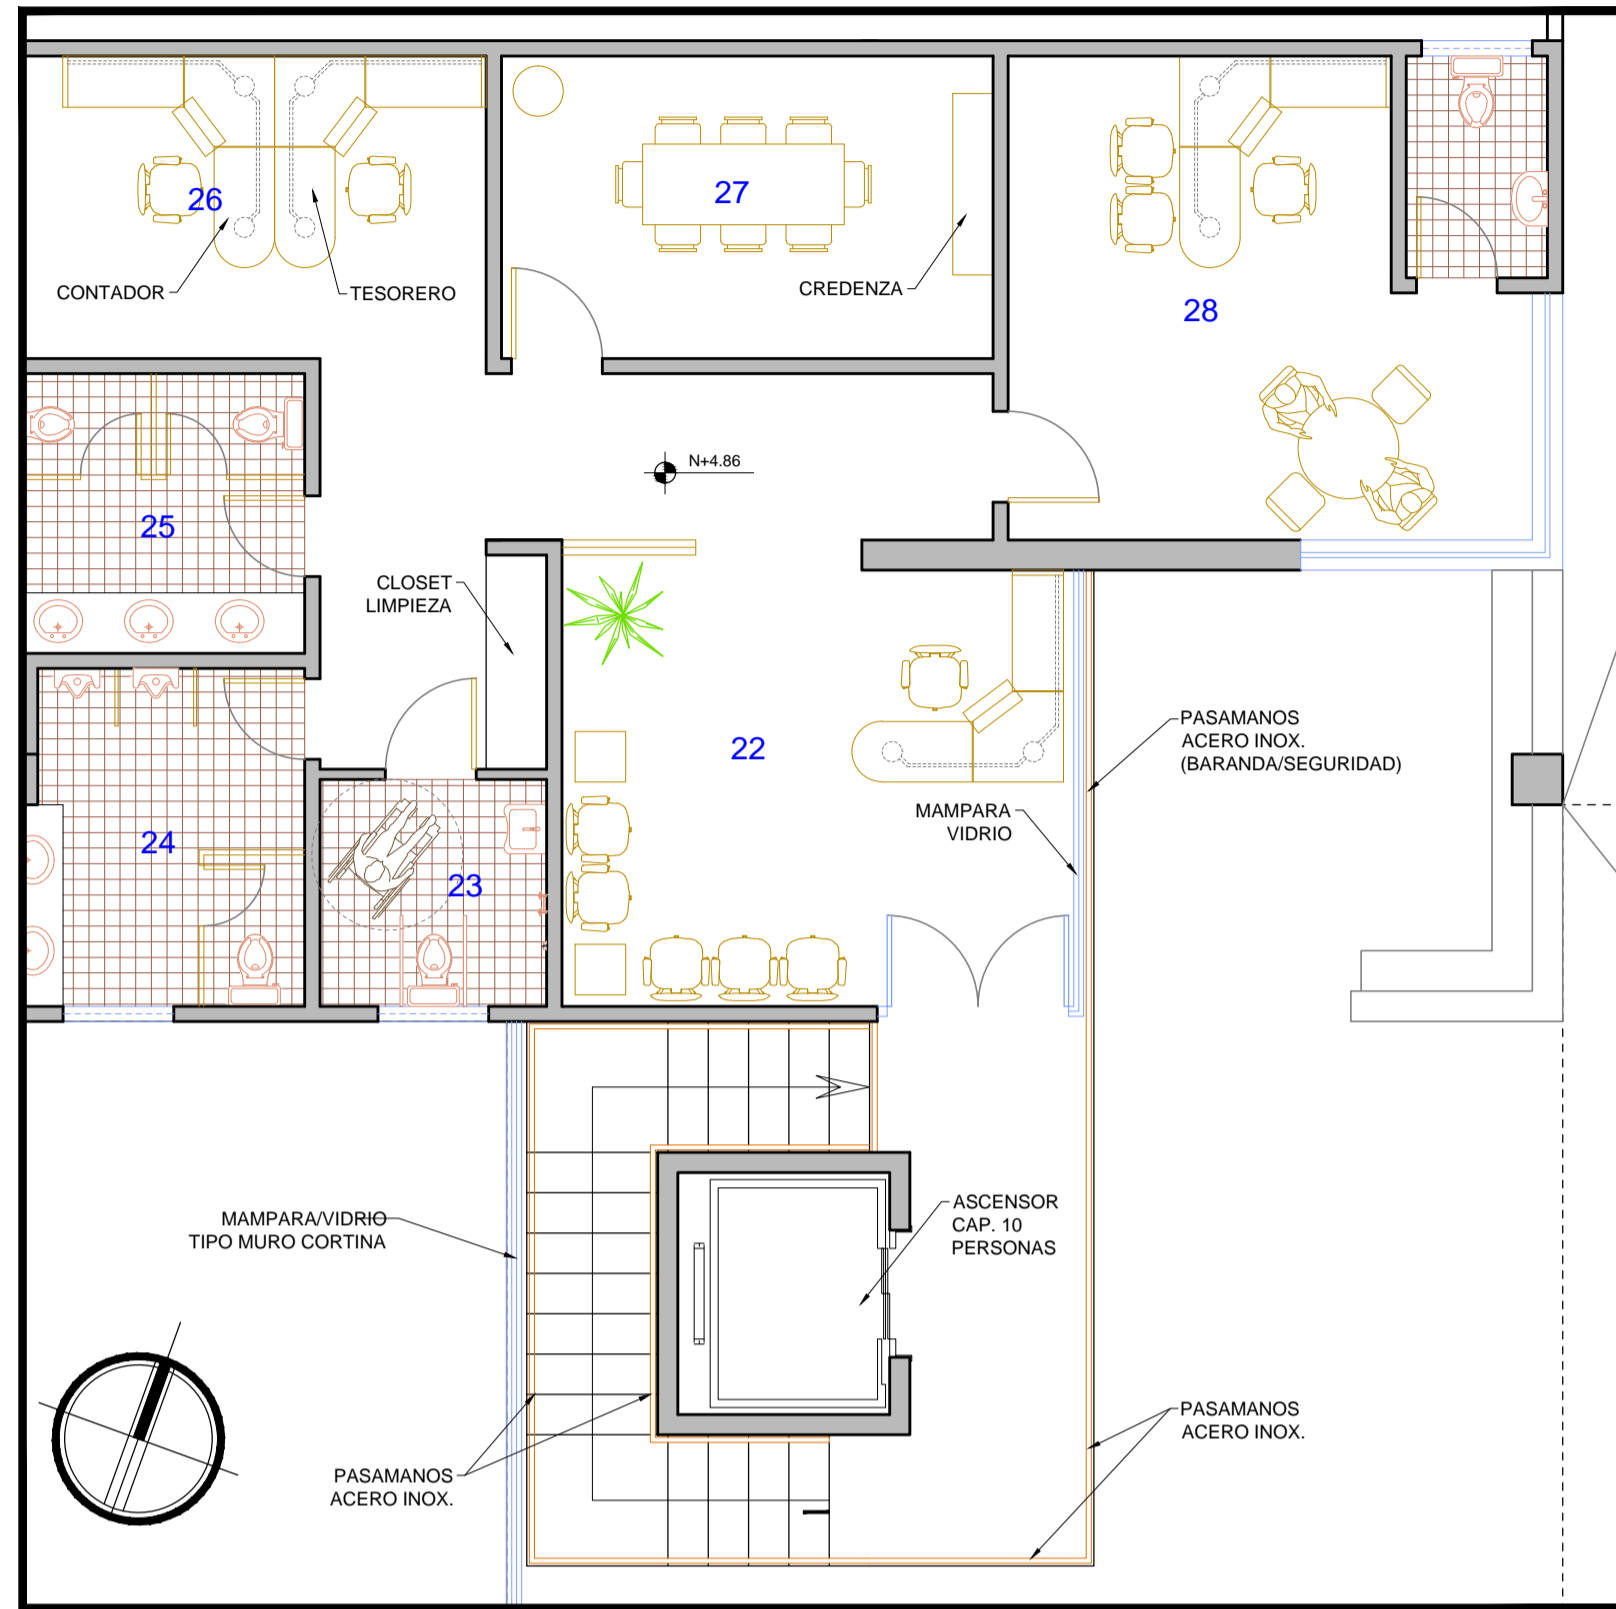 26
27
28
CONTADOR
TESORERO
CREDENZA
N+4.86
25
CLOSET
LIMPIEZA
22
PASAMANOS
ACERO INOX.
(BARANDA/SEGURIDAD)
MAMPARA
VIDRIO
24
23
MAMPARA/VIDRIO
TIPO MURO CORTINA
ASCENSOR
CAP. 10
PERSONAS
PASAMANOS
ACERO INOX.
PASAMANOS
ACERO INOX.